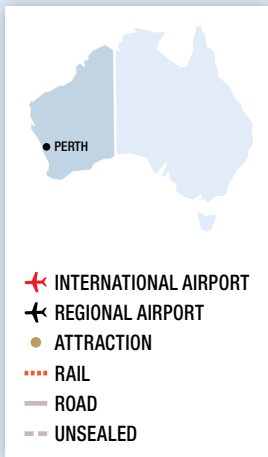 PERTH
INTERNATIONAL AIRPORT
REGIONAL AIRPORT
ATTRACTION
RAIL
ROAD
UNSEALED